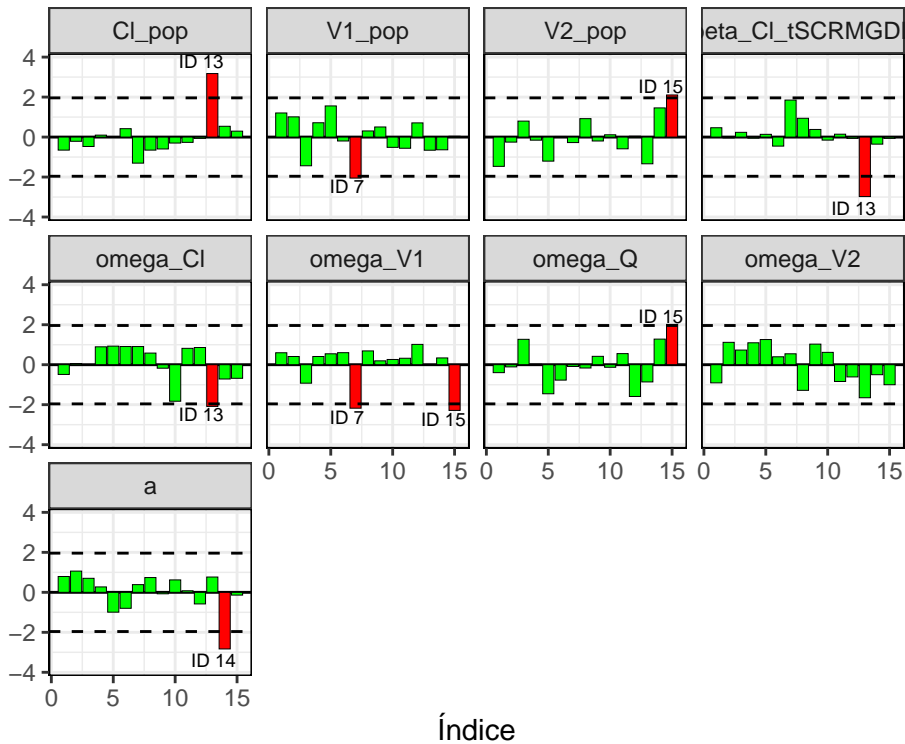 Cl_pop V1_pop V2_pop eta_Cl_tSCRMGD
4 2 0 −2 −4
ID 13 ID 7 ID 15 ID 13
omega_Cl omega_V1 omega_Q omega_V2
4 2 0 −2 −4
ID 13 ID 7 ID 15 ID 15
0 5 10 15 0 5 10 15 0 5 10 15
a
4 2 0 −2 −4
ID 14
0 5 10 15
Índice